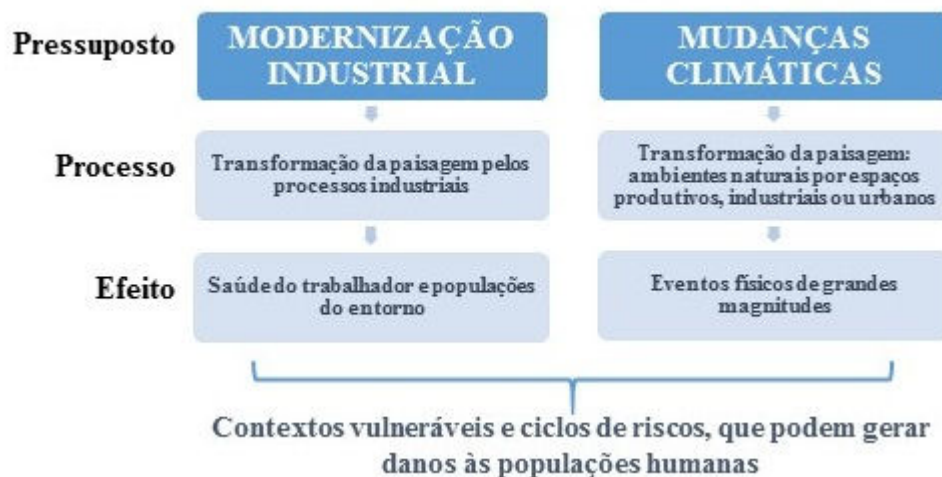 Pressuposto
MODERNIZAÇÃO
INDUSTRIAL
MUDANÇAS
CLIMÁTICAS
Processo
Transformação da paisagem pelos
processos industriais
Transformação da paisagem:
ambientes naturais por espaços
produtivos, industriais ou urbanos
Efeito
Saúde do trabalhador e populações
do entorno
Eventos físicos de grandes
magnitudes
Contextos vulneráveis e ciclos de riscos, que podem gerar
danos às populações humanas